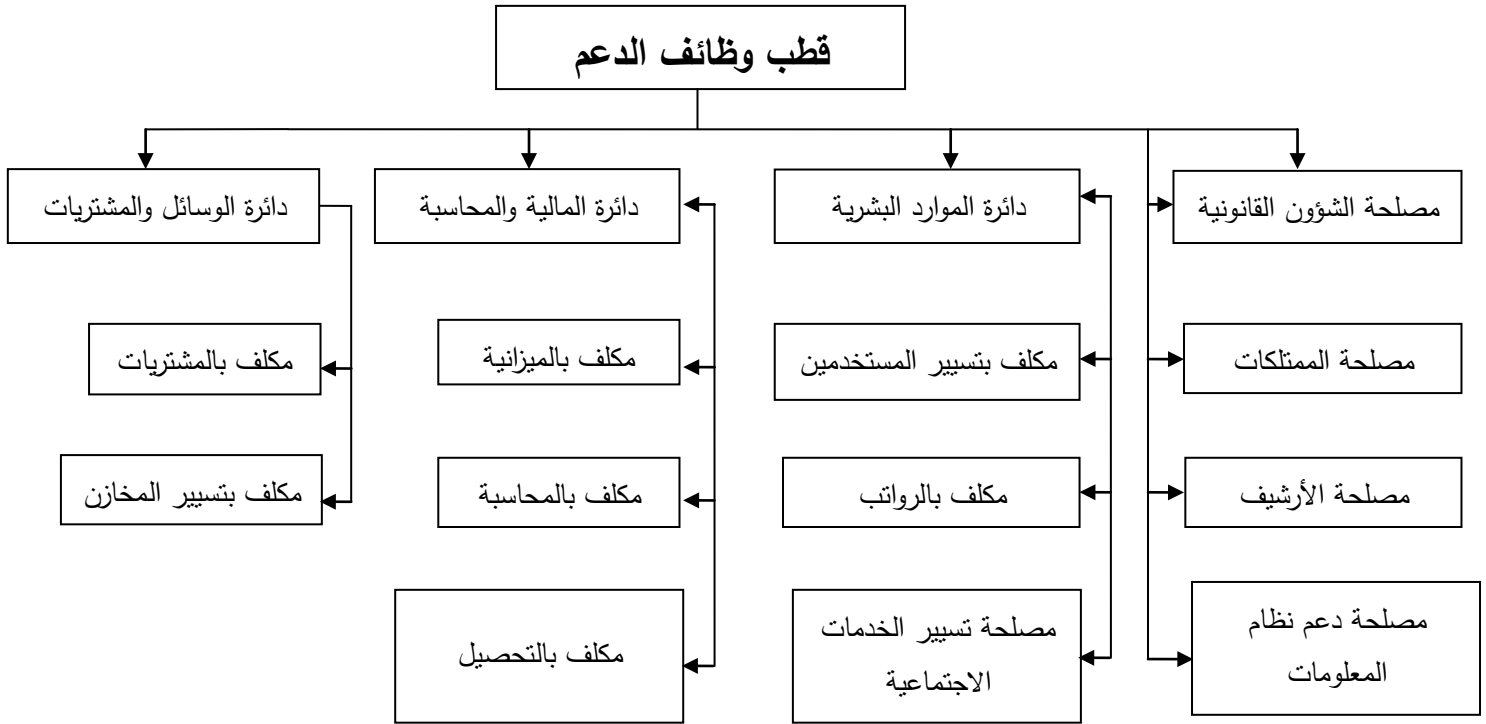 قطب وظائف الدعم
مصلحة الشؤون القانونية
دائرة الموارد البشرية
دائرة المالية والمحاسبة
دائرة الوسائل والمشتريات
مصلحة الممتلكات
مكلف بتسيير المستخدمين
مكلف بالميزانية
مكلف بالمشتريات
مصلحة الأرشيف
مكلف بالرواتب
مكلف بالمحاسبة
مكلف بتسيير المخازن
مصلحة دعم نظام
المعلومات
مصلحة تسيير الخدمات
الاجتماعية
مكلف بالتحصيل